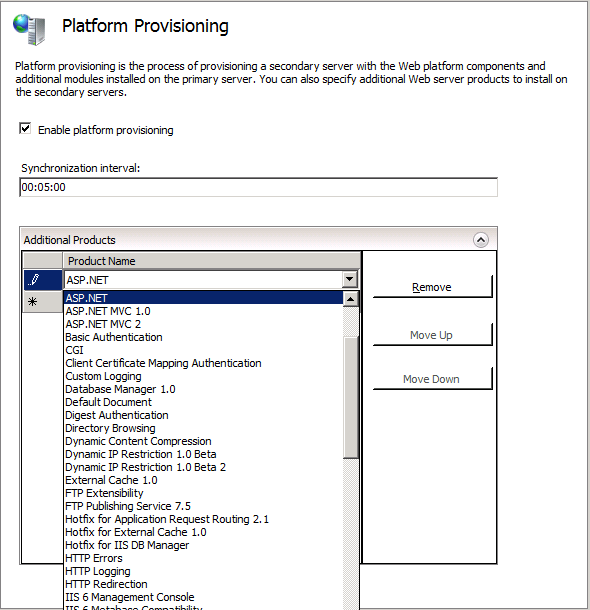 Platform Provisioning
Platform provisioning is the process of provisioning a secondary server with the Web platform components and
additional modules installed on the primary server. You can also specify additional Web server products to install on
the secondary servers.
Enable platform provisioning
Synchronization interval:
00:05:00
Additional Products
Product Name
ASP.NET
Remove
Move Up
Move Down
ASP.NET
ASP.NET MVC 1.0
ASP.NET MVC 2
Basic Authentication
CGI
Client Certificate Mapping Authentication
Custom Logging
Database Manager 1.0
Default Document
Digest Authentication
Directory Browsing
Dynamic Content Compression
Dynamic IP Restriction 1.0 Beta
Dynamic IP Restriction 1.0 Beta 2
External Cache 1.0
FTP Extensibility
FTP Publishing Service 7.5
Hotfix for Application Request Routing 2.1
Hotfix for External Cache 1.0
Hotfix for IIS DB Manager
HTTP Errors
HTTP Logging
HTTP Redirection
IIS 6 Management Console
IIS 6 Metabase Compatibility